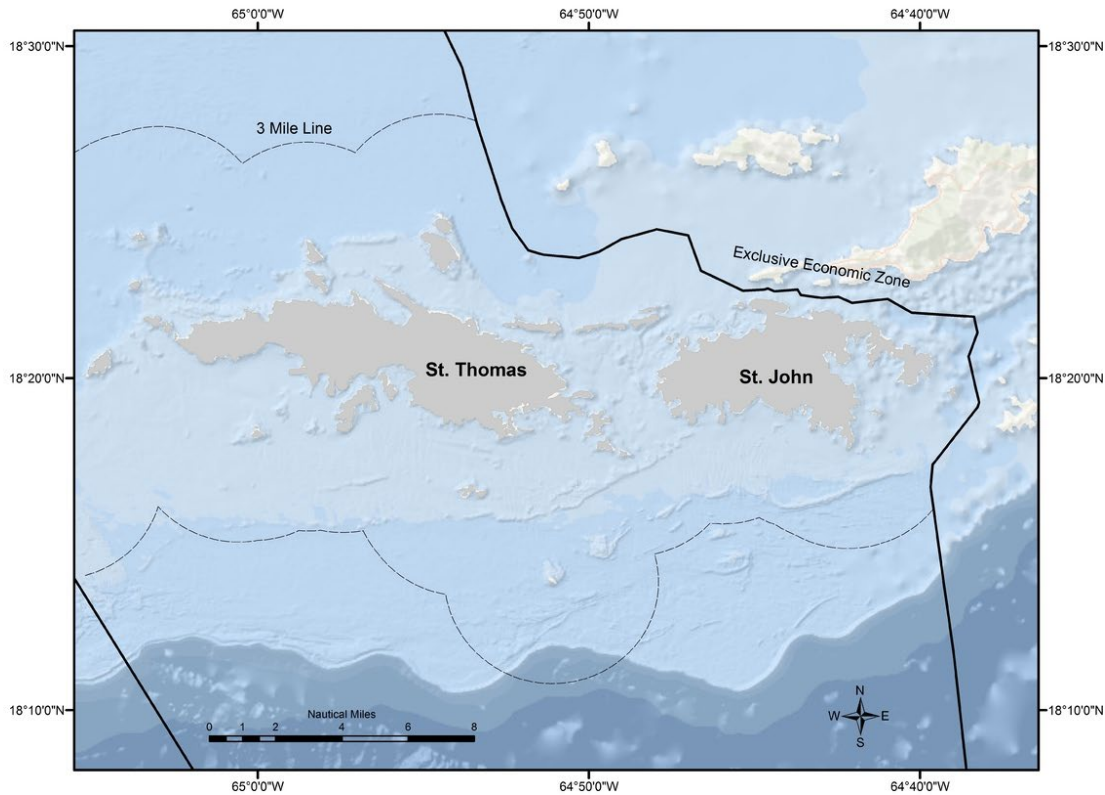 65°0'0"W 64°50'0"W 64°40'0"W
18°30'0"N 18°30'0"N
3 Mile Line
Exclusive Economic Zone
St. Thomas
St. John
18°20'0"N 18°20'0"N
18°10'0"N 18°10'0"N
Nautical Miles
0 1 2 4 6 8
N
W E
S
65°0'0"W 64°50'0"W 64°40'0"W